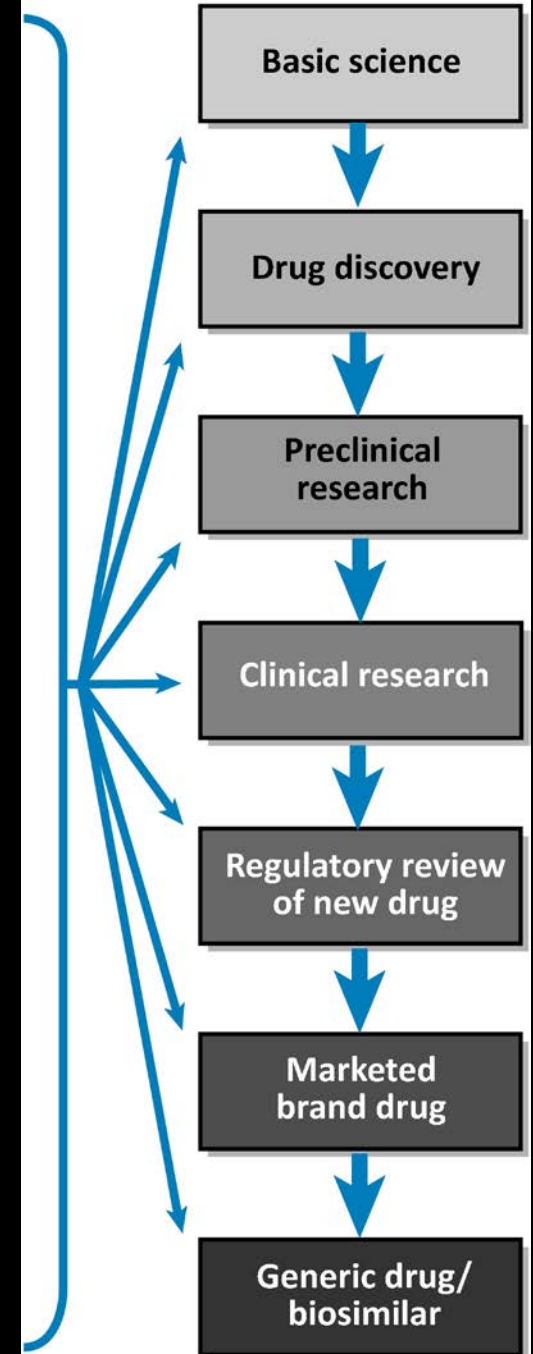 Basic science
Drug discovery
Preclinical
research
Clinical research
Regulatory review
of new drug
Marketed
brand drug
Generic drug/
biosimilar